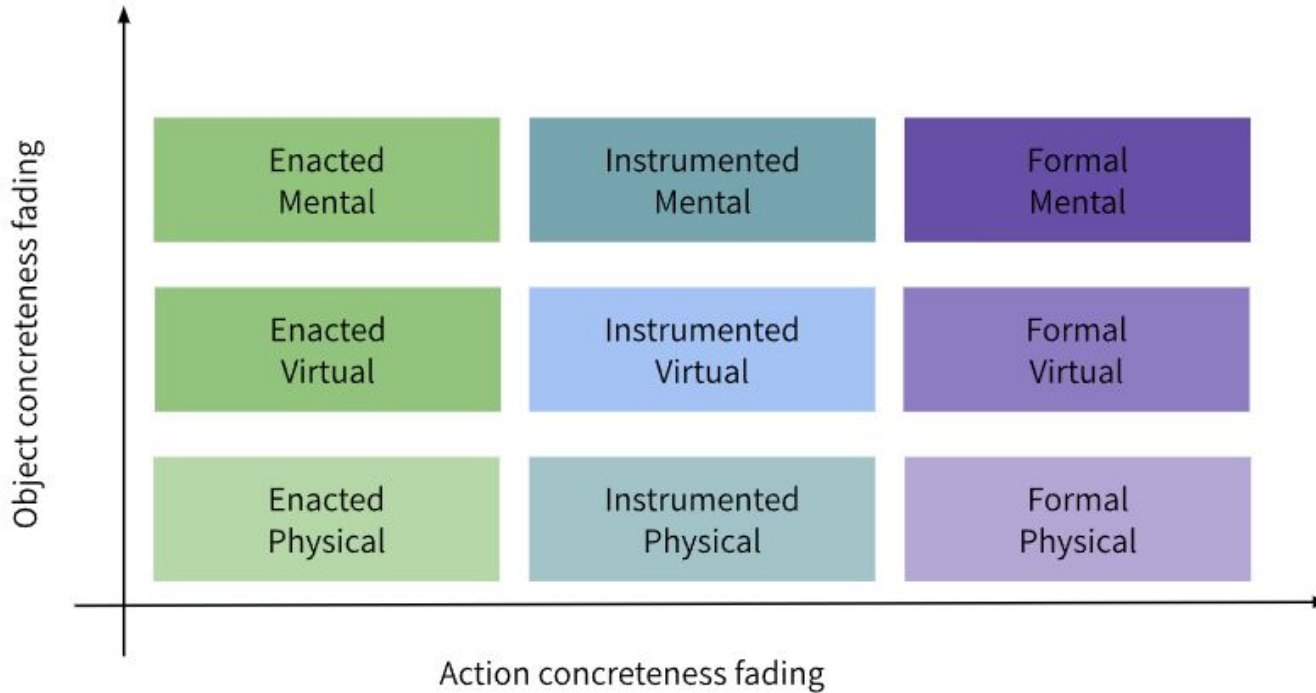 Object concreteness fading
Enacted
Mental
Instrumented
Mental
Formal
Mental
Enacted
Virtual
Instrumented
Virtual
Formal
Virtual
Enacted
Physical
Instrumented
Physical
Formal
Physical
Action concreteness fading